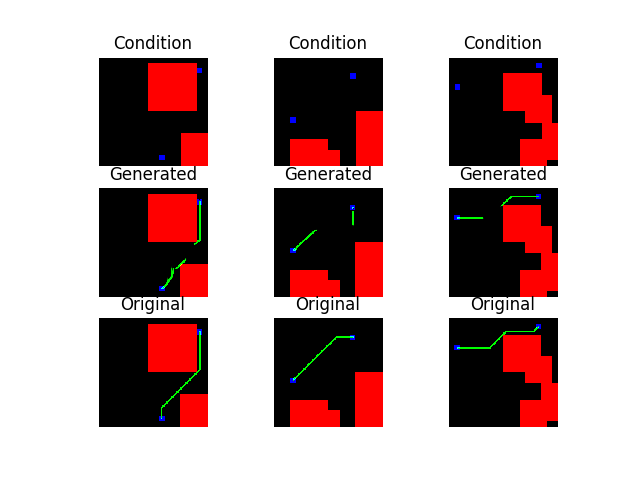 Condition
Condition
Condition
Generated
Generated
Generated
Original
Original
Original